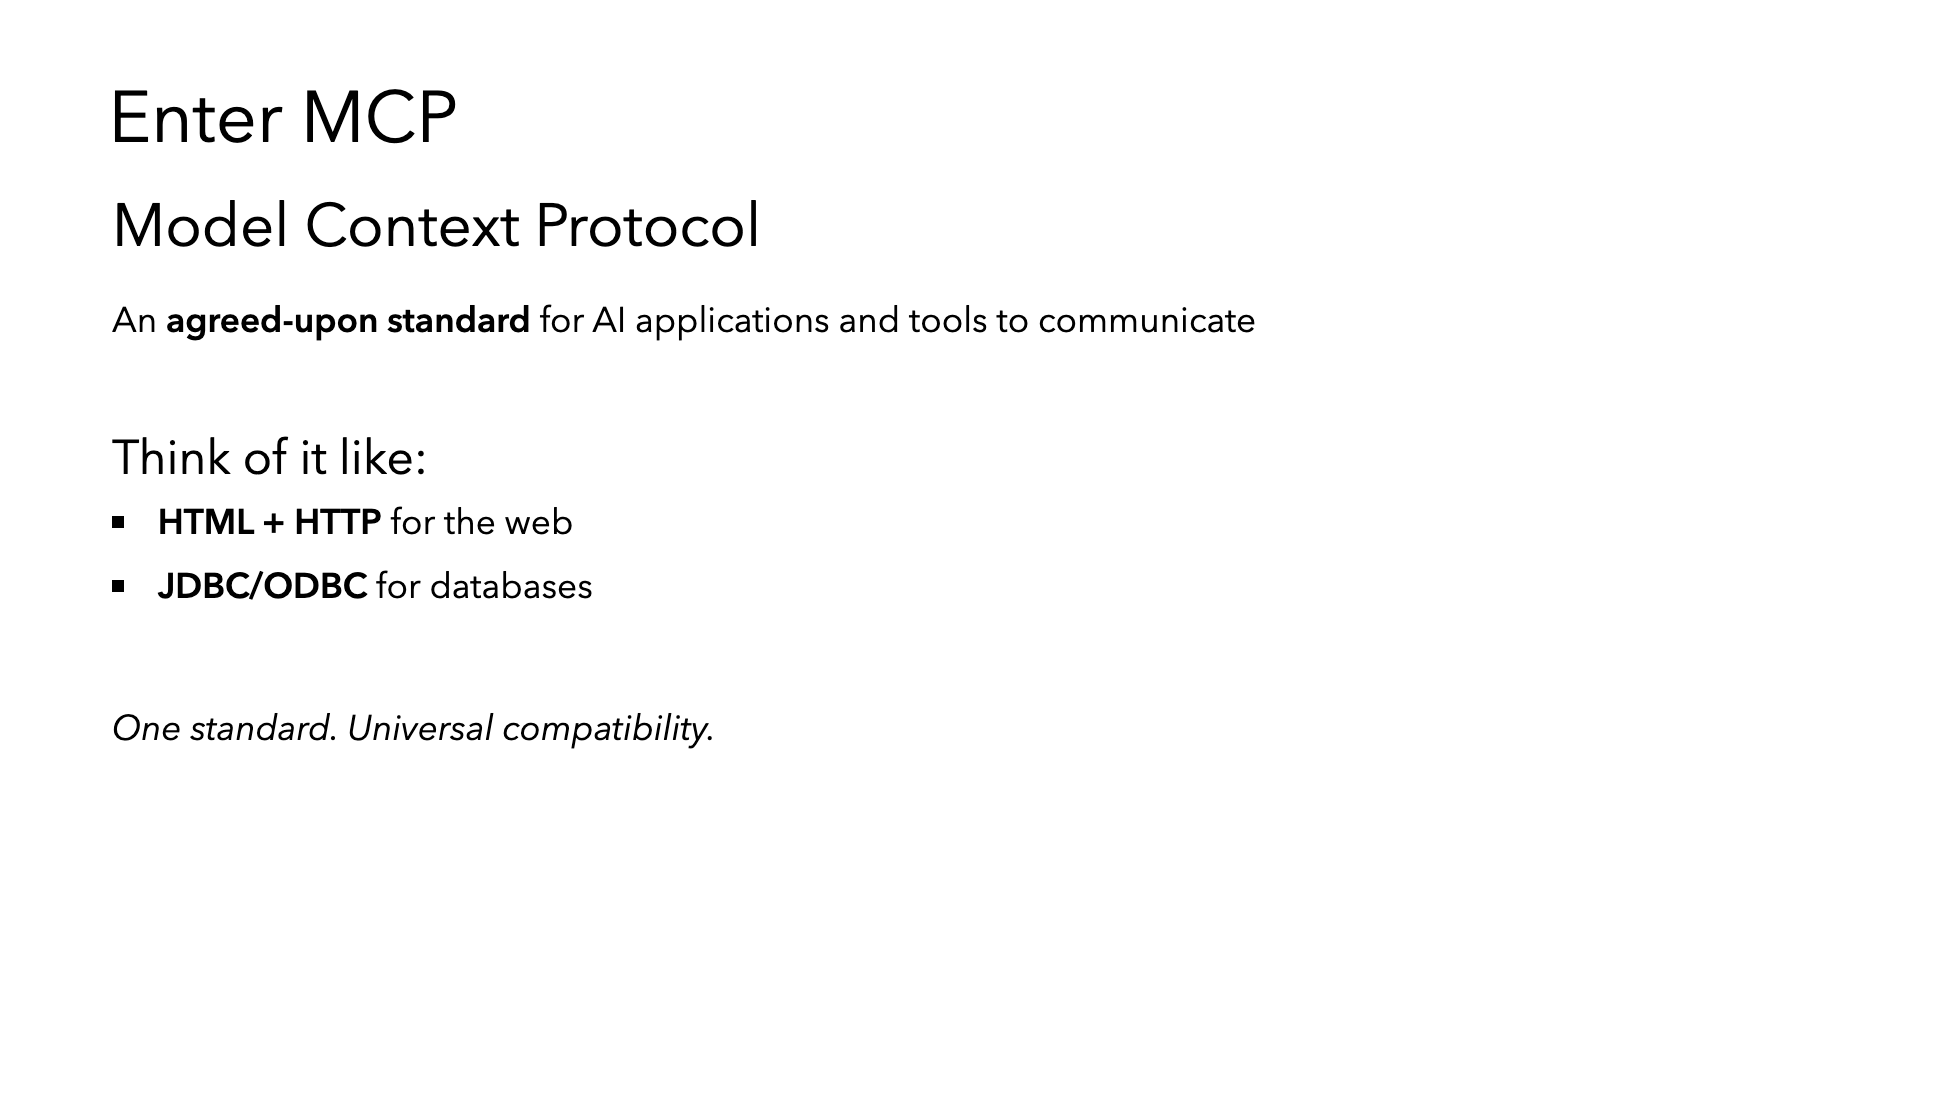 Enter MCP
Model Context Protocol
An agreed-upon standard for AI applications and tools to communicate
Think of it like:
▪ HTML + HTTP for the web
▪ JDBC/ODBC for databases
One standard. Universal compatibility.